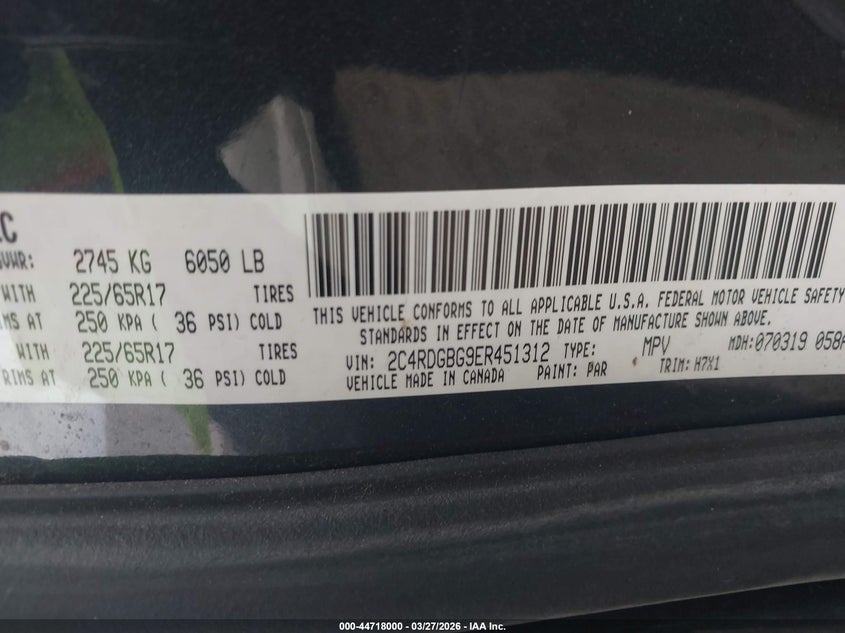 LC
GVWR: 2745 KG 6050 LB
WITH 225/65R17 TIRES
RIMS AT 250 KPA ( 36 PSI) COLD
WITH 225/65R17 TIRES
RIMS AT 250 KPA ( 36 PSI) COLD
THIS VEHICLE CONFORMS TO ALL APPLICABLE U.S.A. FEDERAL MOTOR VEHICLE SAFETY
STANDARDS IN EFFECT ON THE DATE OF MANUFACTURE SHOWN ABOVE.
VIN: 2C4RDGBG9ER451312 TYPE: MPV MDH: 070319 058
VEHICLE MADE IN CANADA PAINT: PAR TRIM: H7X1
000-44718000 | 03/27/2026 | IAA Inc.